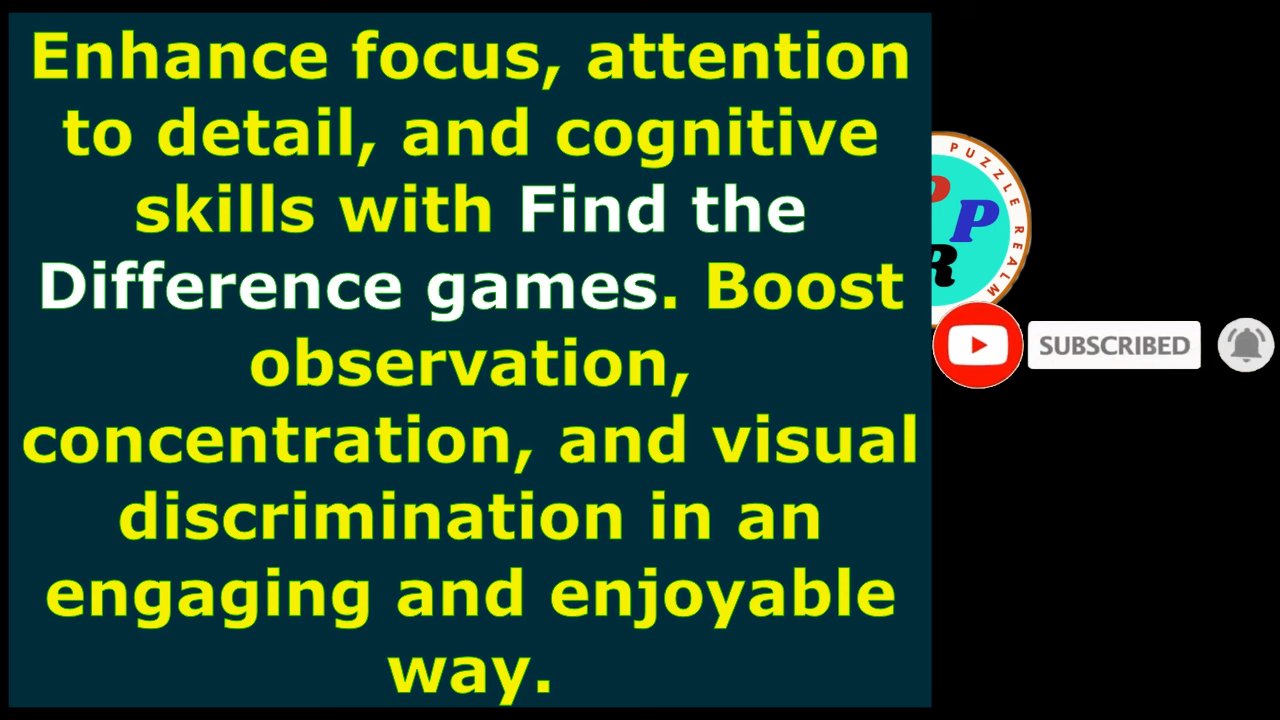 Enhance focus, attention
to detail, and cognitive
skills with Find the
Difference games. Boost
observation,
concentration, and visual
discrimination in an
engaging and enjoyable
way.
PUZZLE REALM
P
P
R
SUBSCRIBED